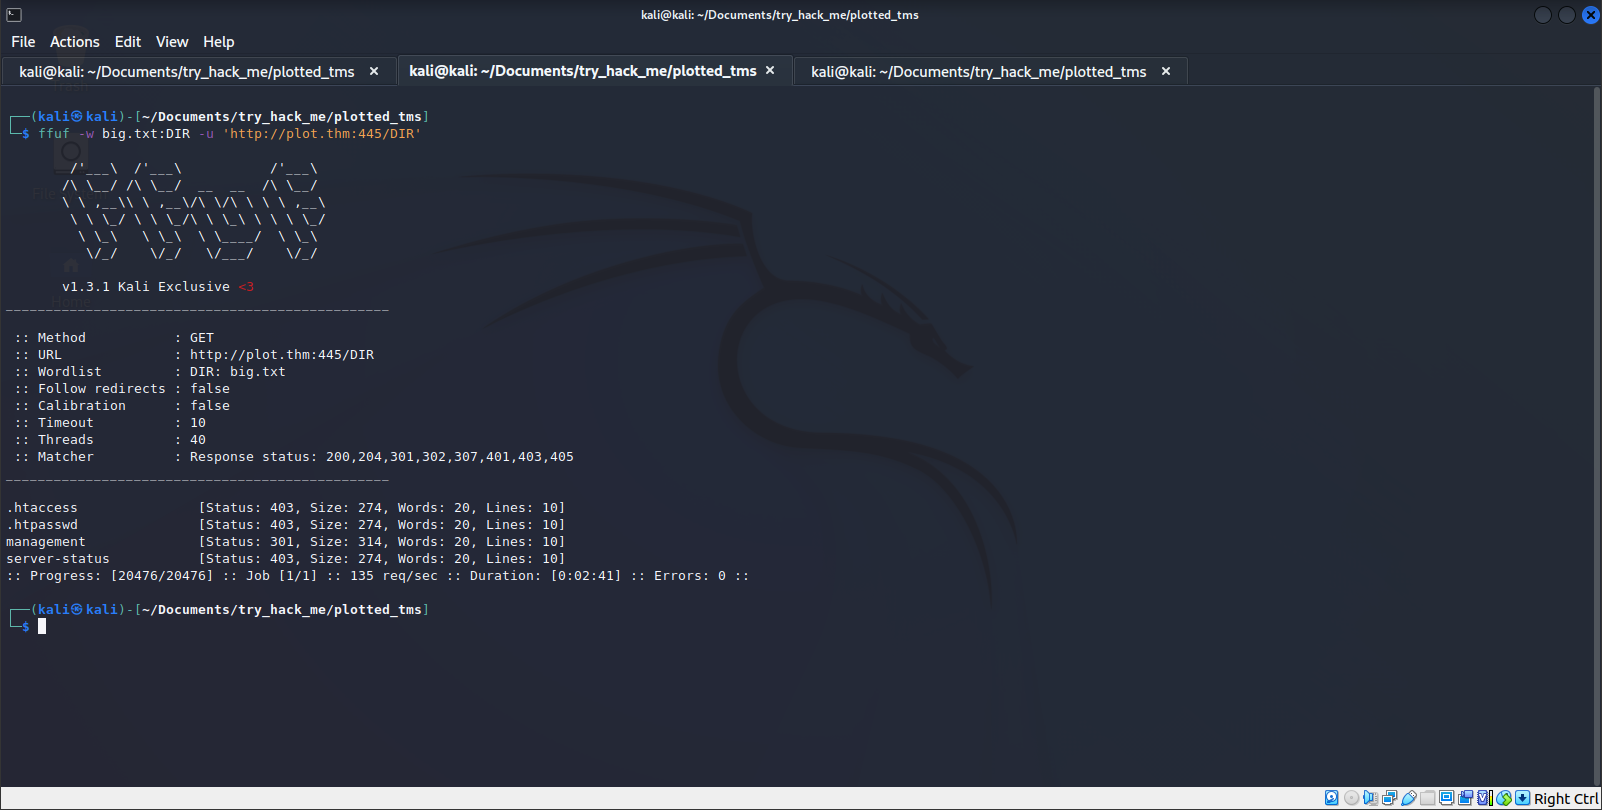 kali@kali: ~/Documents/try_hack_me/plotted_tms
File Actions Edit View Help
kali@kali: ~/Documents/try_hack_me/plotted_tms × kali@kali: ~/Documents/try_hack_me/plotted_tms × kali@kali: ~/Documents/try_hack_me/plotted_tms ×
┌──(kali㉿kali)-[~/Documents/try_hack_me/plotted_tms]
└─$ ffuf -w big.txt:DIR -u 'http://plot.thm:445/DIR'
        /'___\  /'___\           /'___\
       /\ \__/ /\ \__/  __  __  /\ \__/
       \ \ ,__\\ \ ,__\/\ \/\ \ \ \ ,__\
        \ \ \_/ \ \ \_/\ \ \_\ \ \ \ \_/
         \ \_\   \ \_\  \ \____/  \ \_\
          \/_/    \/_/   \/___/    \/_/
v1.3.1 Kali Exclusive <3
________________________________________________
:: Method           : GET
:: URL              : http://plot.thm:445/DIR
:: Wordlist         : DIR: big.txt
:: Follow redirects : false
:: Calibration      : false
:: Timeout          : 10
:: Threads          : 40
:: Matcher          : Response status: 200,204,301,302,307,401,403,405
________________________________________________
.htaccess               [Status: 403, Size: 274, Words: 20, Lines: 10]
.htpasswd               [Status: 403, Size: 274, Words: 20, Lines: 10]
management              [Status: 301, Size: 314, Words: 20, Lines: 10]
server-status           [Status: 403, Size: 274, Words: 20, Lines: 10]
:: Progress: [20476/20476] :: Job [1/1] :: 135 req/sec :: Duration: [0:02:41] :: Errors: 0 ::
┌──(kali㉿kali)-[~/Documents/try_hack_me/plotted_tms]
└─$
Home
Right Ctrl